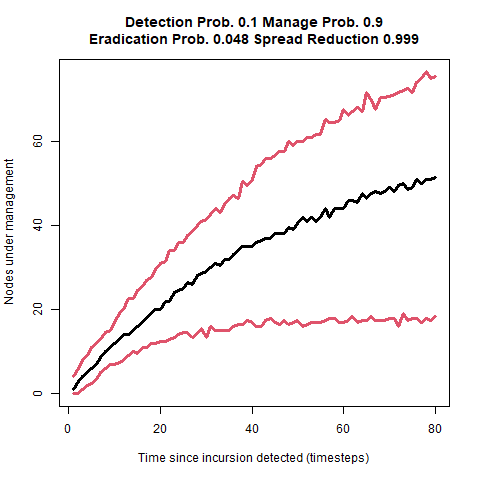 Detection Prob. 0.1 Manage Prob. 0.9
Eradication Prob. 0.048 Spread Reduction 0.999
Nodes under management
60
40
20
0
0 20 40 60 80
Time since incursion detected (timesteps)